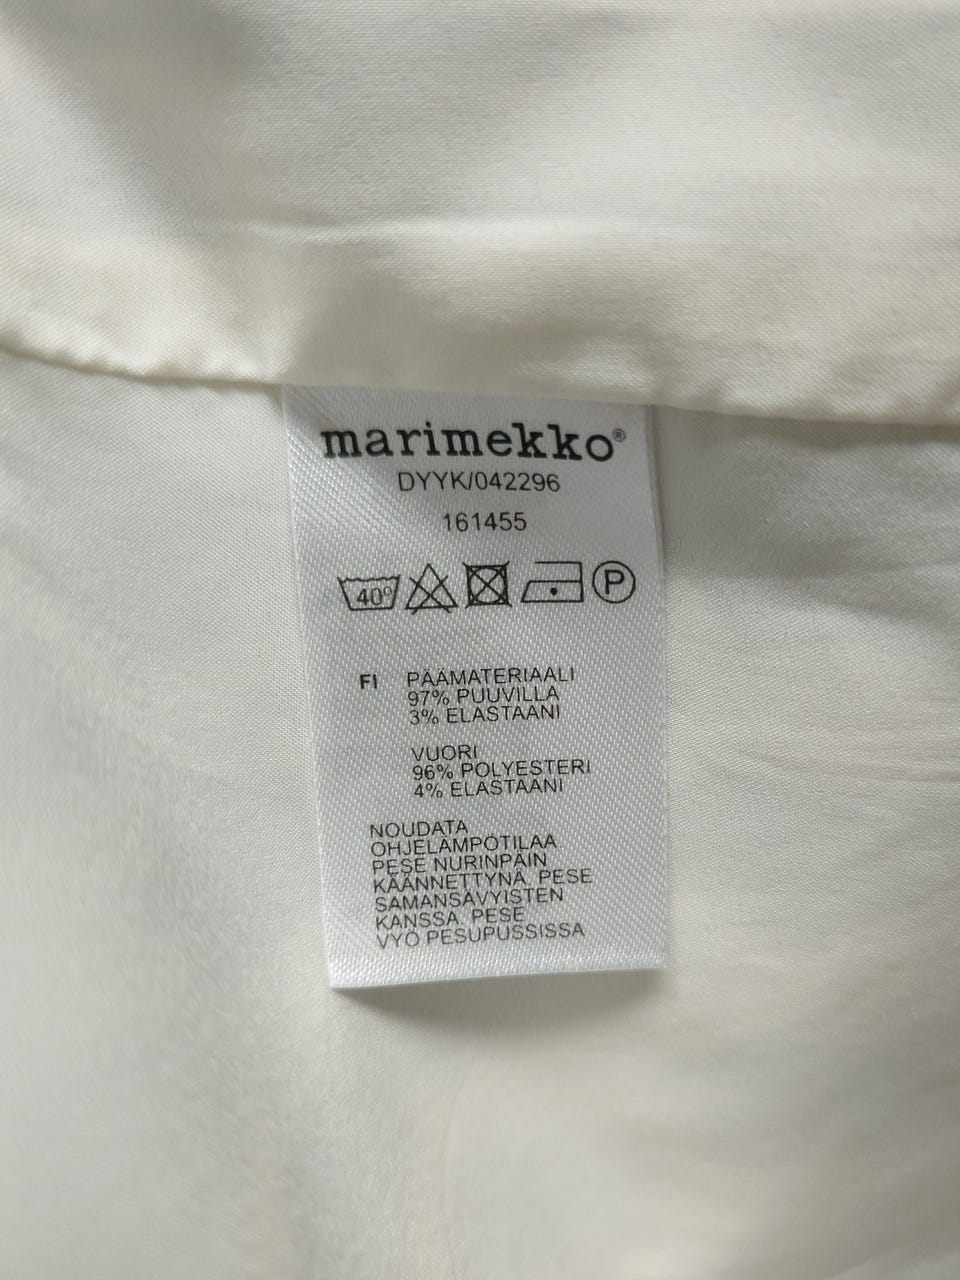 marimekko®
DYYK/042296
161455
40°
P
FI PÄÄMATERIAALI
97% PUUVILLA
3% ELASTAANI
VUORI
96% POLYESTERI
4% ELASTAANI
NOUDATA
OHJELÄMPÖTILAA
PESE NURINPÄIN
KÄÄNNETTYNÄ. PESE
SAMANSÄVYISTEN
KANSSA. PESE
VYÖ PESUPUSSISSA